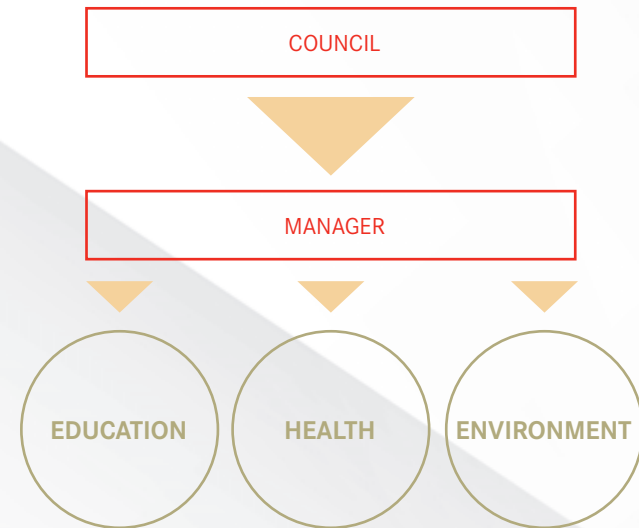 COUNCIL
MANAGER
EDUCATION
HEALTH
ENVIRONMENT